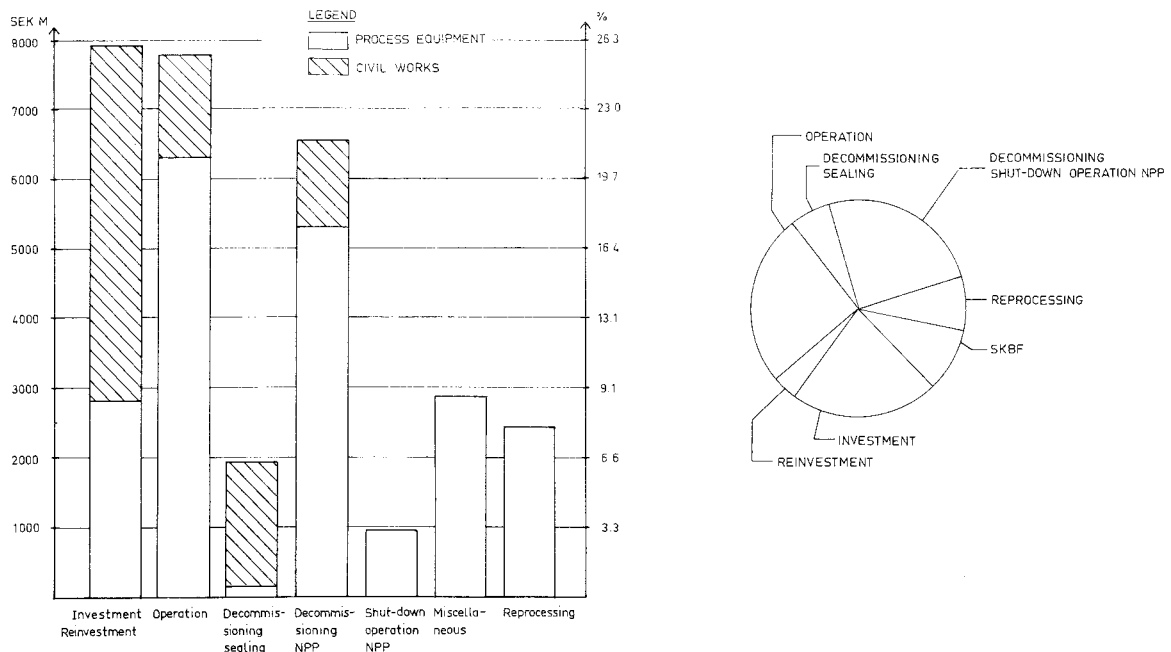 SEK M
8000
7000
6000
5000
4000
3000
2000
1000
LEGEND
PROCESS EQUIPMENT
CIVIL WORKS
%
26.3
23.0
19.7
16.4
13.1
9.1
6.6
3.3
Investment
Reinvestment
Operation
Decommis-
sioning
sealing
Decommis-
sioning
NPP
Shut-down
operation
NPP
Miscella-
neous
Reprocessing
OPERATION
DECOMMISSIONING
SEALING
DECOMMISSIONING
SHUT-DOWN OPERATION NPP
REPROCESSING
SKBF
INVESTMENT
REINVESTMENT